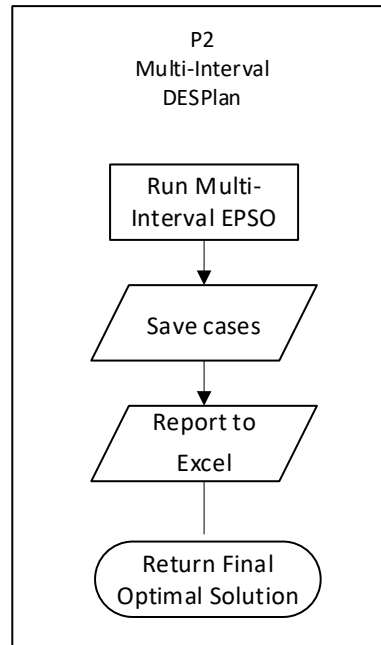 P2
Multi-Interval
DESPlan
Run Multi-
Interval EPSO
Save cases
Report to
Excel
Return Final
Optimal Solution